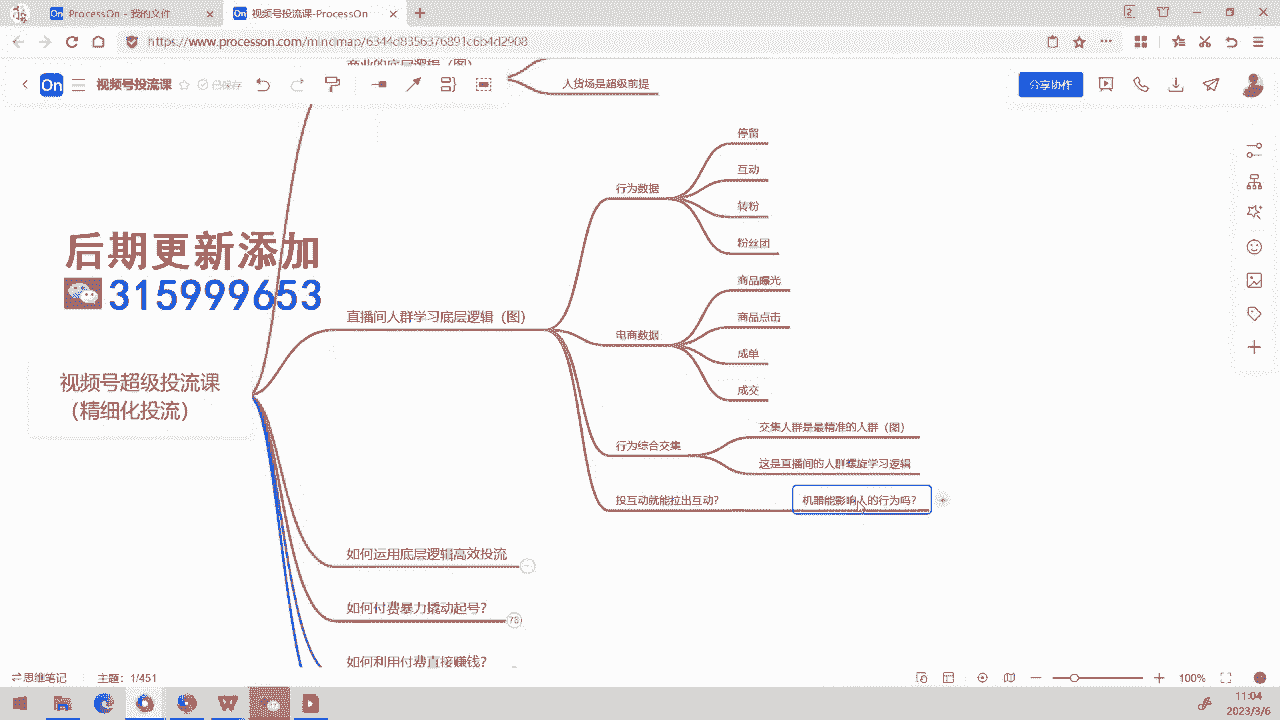 ProcessOn - 我的文件
视频号投流课-ProcessOn
商业的底层逻辑（图）
视频号投流课
已保存
人货场是超级前提
分享协作
停留
互动
行为数据
转粉
粉丝团
后期更新添加
315999653
商品曝光
直播间人群学习底层逻辑（图）
商品点击
电商数据
成单
成交
视频号超级投流课
（精细化投流）
交集人群是最精准的人群（图）
行为综合交集
这是直播间的人群螺旋学习逻辑
投互动就能拉出互动？
机器能影响人的行为吗？
如何运用底层逻辑高效投流
如何付费暴力撬动起号？
78
如何利用付费直接赚钱？
思维笔记
主题：1/451
100%
11:04
2023/3/6